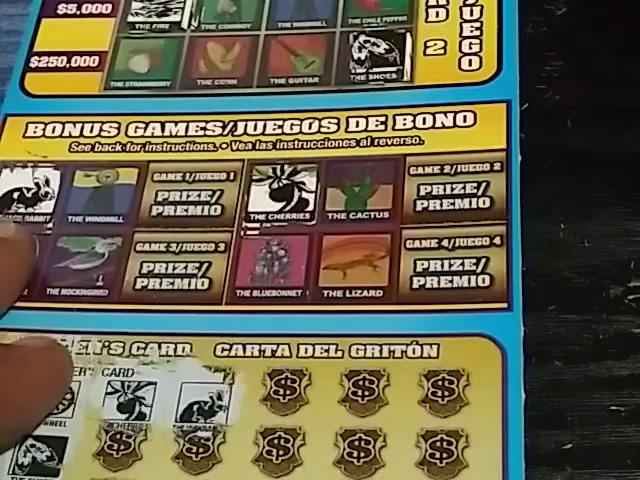 $5,000
THE FIRE
THE COWBOY
THE WINDMILL
THE CHILE PEPPER
$250,000
THE STRAWBERRY
THE CORN
THE GUITAR
THE SHOES
2
JUEGO
BONUS GAMES/JUEGOS DE BONO
See back for instructions. • Vea las instrucciones al reverso.
RABBIT
THE WINDMILL
GAME 1/JUEGO 1
PRIZE/
PREMIO
THE CHERRIES
THE CACTUS
GAME 2/JUEGO 2
PRIZE/
PREMIO
THE MOCKINGBIRD
GAME 3/JUEGO 3
PRIZE/
PREMIO
THE BLUEBONNET
THE LIZARD
GAME 4/JUEGO 4
PRIZE/
PREMIO
CARD CARTA DEL GRITÓN
CARD
WHEEL
CHERRIES